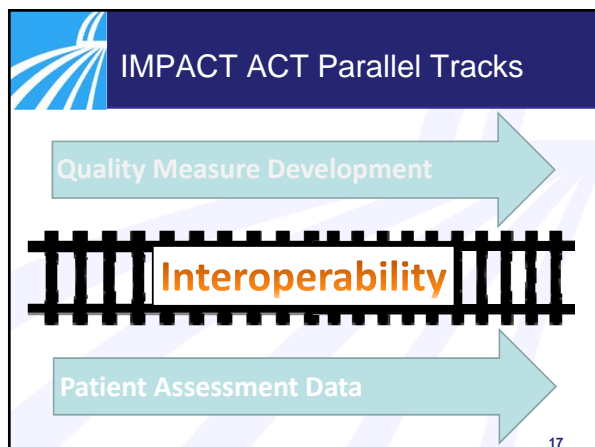 IMPACT ACT Parallel Tracks
Quality Measure Development
Interoperability
Patient Assessment Data
17